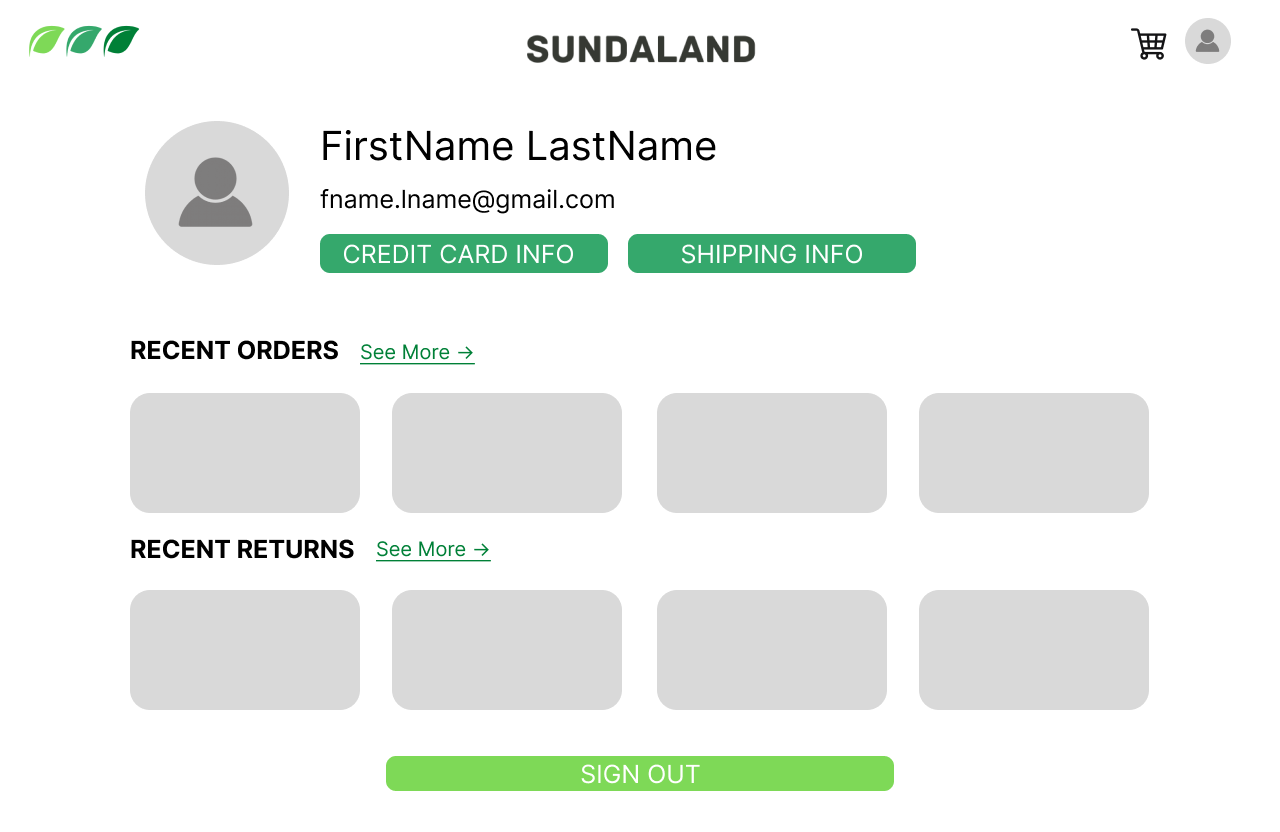 SUNDALAND
FirstName LastName
fname.lname@gmail.com
CREDIT CARD INFO
SHIPPING INFO
RECENT ORDERS
See More →
RECENT RETURNS
See More →
SIGN OUT